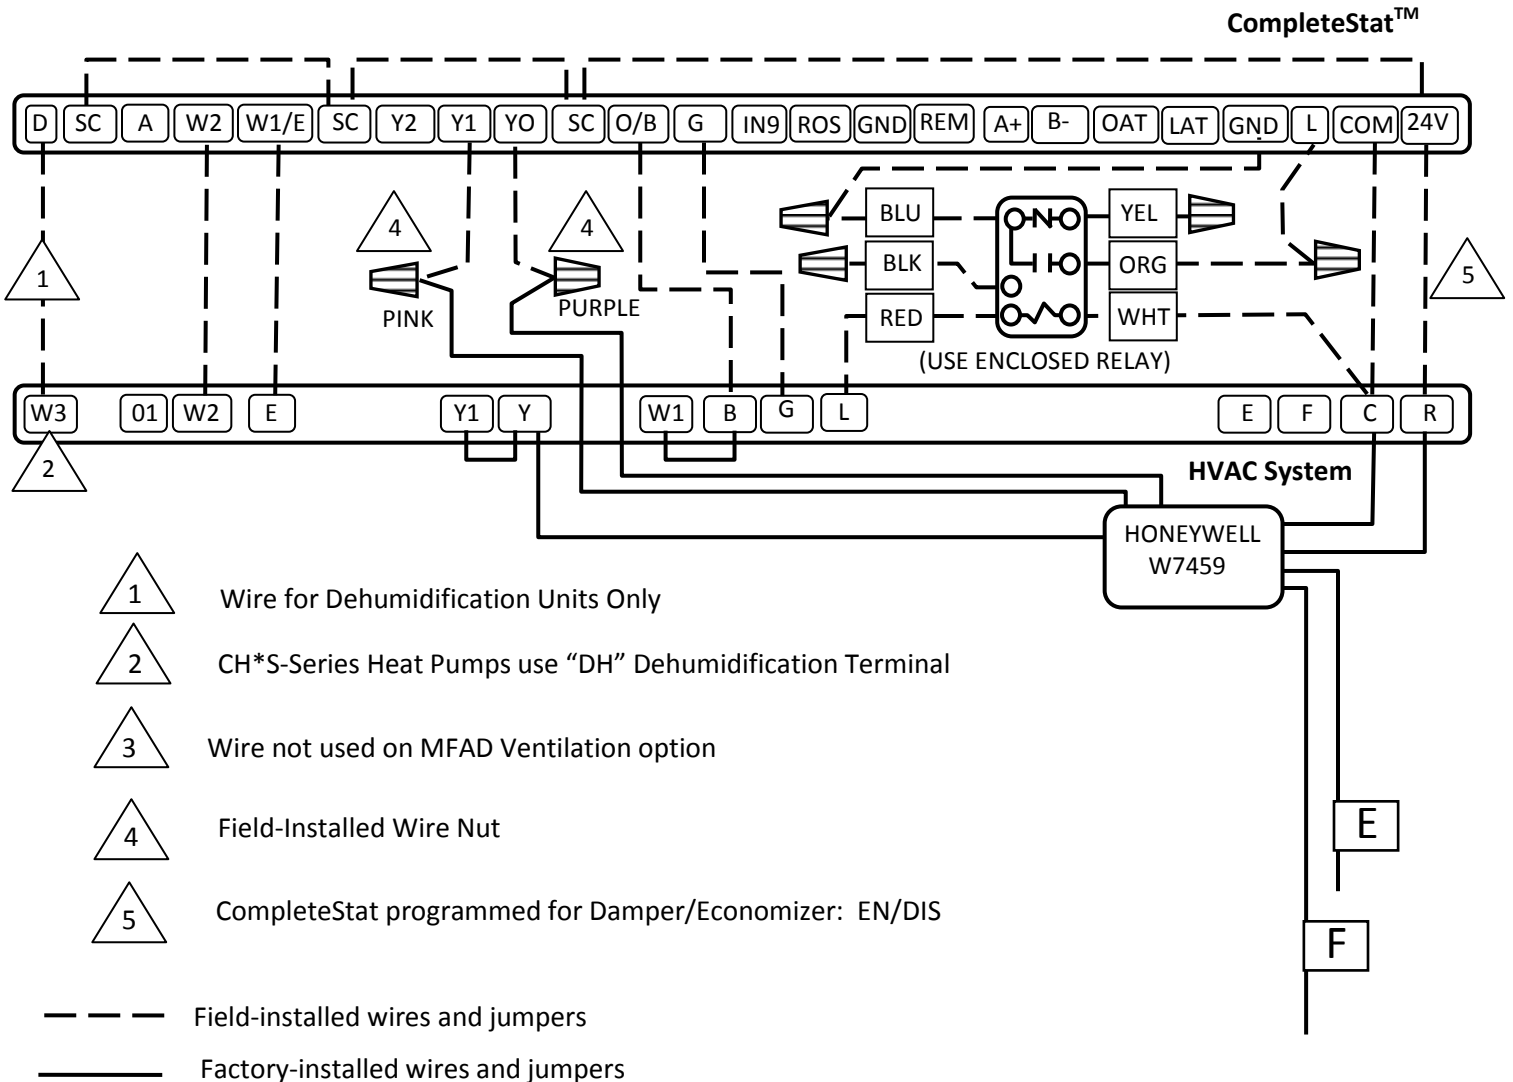 CompleteStat™
D SC A W2 W1/E SC Y2 Y1 YO SC O/B G IN9 ROS GND REM A+ B- OAT LAT GND L COM 24V
4 4 BLU YEL
1 BLK ORG 5
PINK PURPLE RED WHT
(USE ENCLOSED RELAY)
W3 01 W2 E Y1 Y W1 B G L E F C R
2 HVAC System
HONEYWELL
W7459
1 Wire for Dehumidification Units Only
2 CH*S-Series Heat Pumps use “DH” Dehumidification Terminal
3 Wire not used on MFAD Ventilation option
4 Field-Installed Wire Nut
E
5 CompleteStat programmed for Damper/Economizer: EN/DIS
F
Field-installed wires and jumpers
Factory-installed wires and jumpers